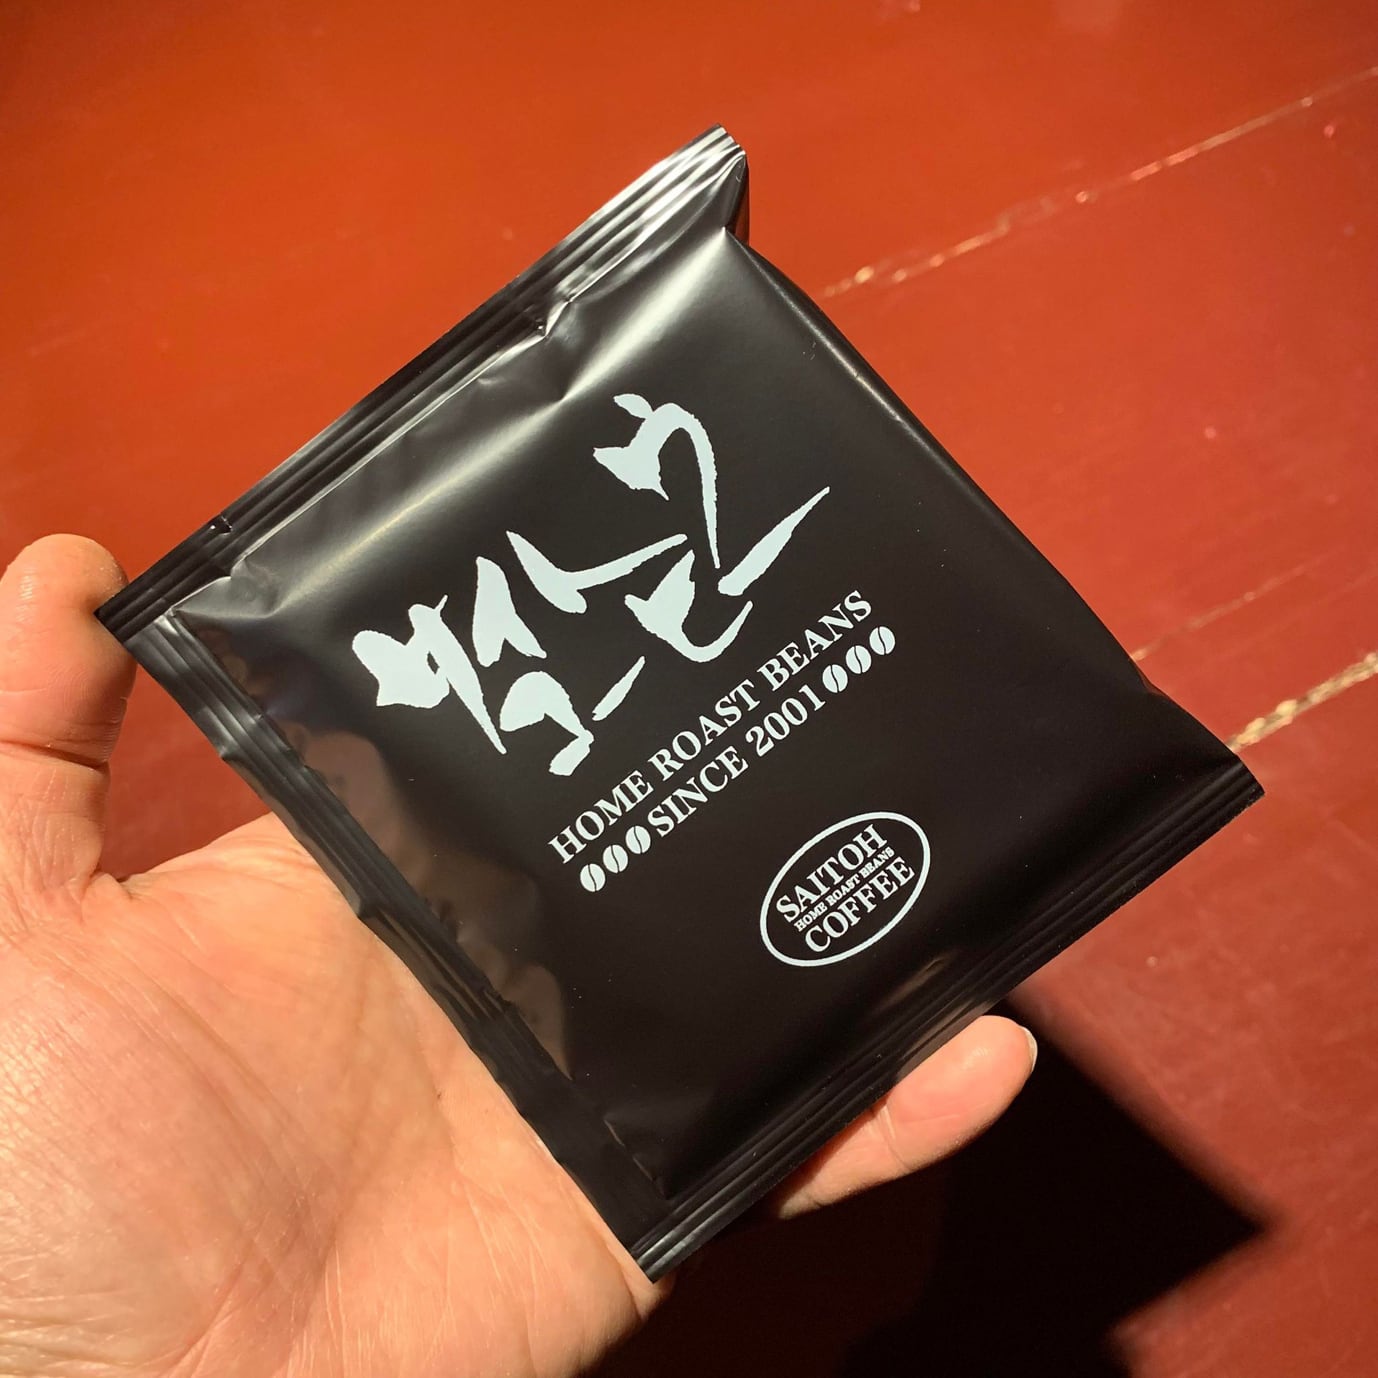 HOME ROAST BEANS
SINCE 2001
SAITOH
HOME ROAST BEANS
COFFEE